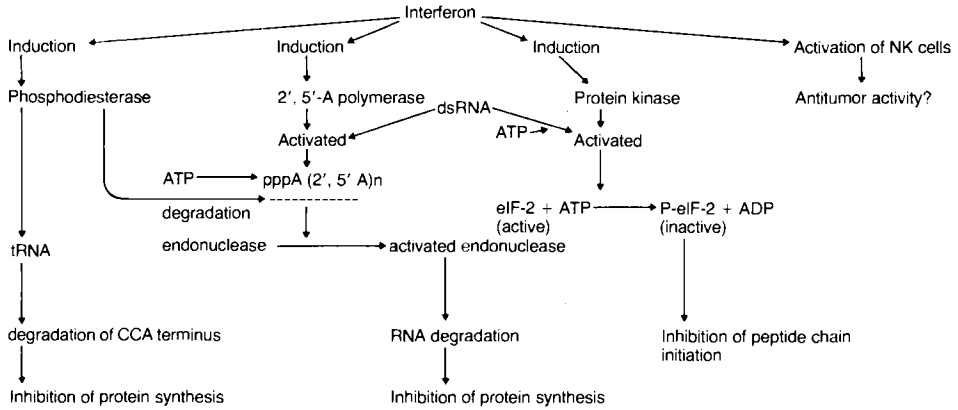 Interferon
Induction
Induction
Induction
Activation of NK cells
Phosphodiesterase
2′, 5′-A polymerase
dsRNA
Protein kinase
Antitumor activity?
Activated
ATP
Activated
ATP
pppA (2′, 5′ A)n
degradation
eIF-2 + ATP
(active)
P-eIF-2 + ADP
(inactive)
tRNA
endonuclease
activated endonuclease
degradation of CCA terminus
RNA degradation
Inhibition of peptide chain
initiation
Inhibition of protein synthesis
Inhibition of protein synthesis